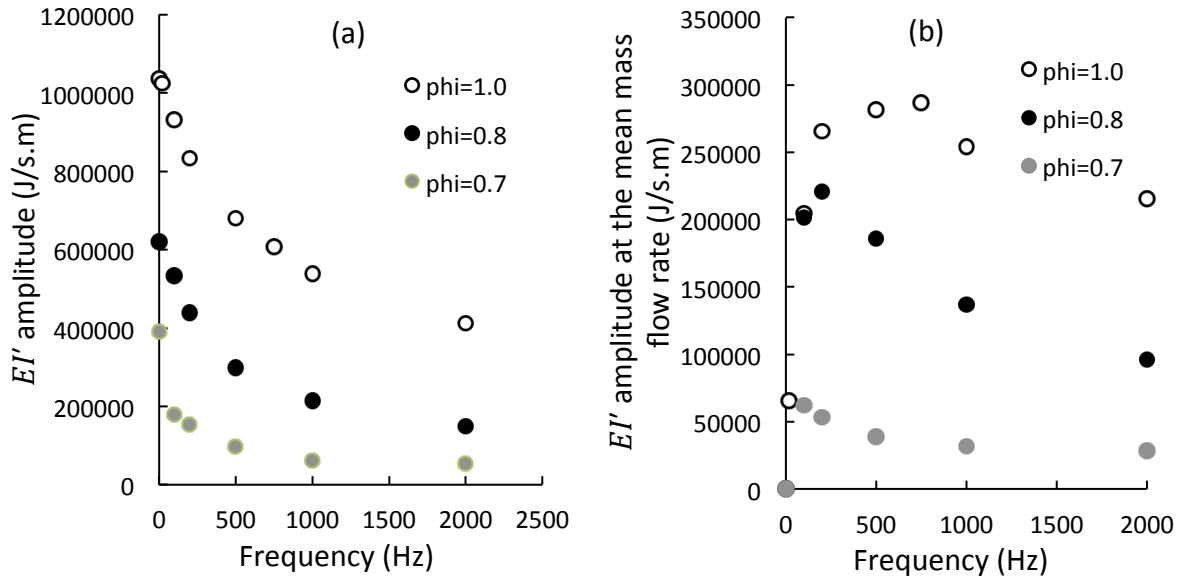 (a)
𝐸𝐼′ amplitude (J/s.m)
1200000
1000000
800000
600000
400000
200000
0
phi=1.0
phi=0.8
phi=0.7
0 500 1000 1500 2000 2500
Frequency (Hz)
(b)
𝐸𝐼′ amplitude at the mean mass
flow rate (J/s.m)
350000
300000
250000
200000
150000
100000
50000
0
phi=1.0
phi=0.8
phi=0.7
0 500 1000 1500 2000
Frequency (Hz)